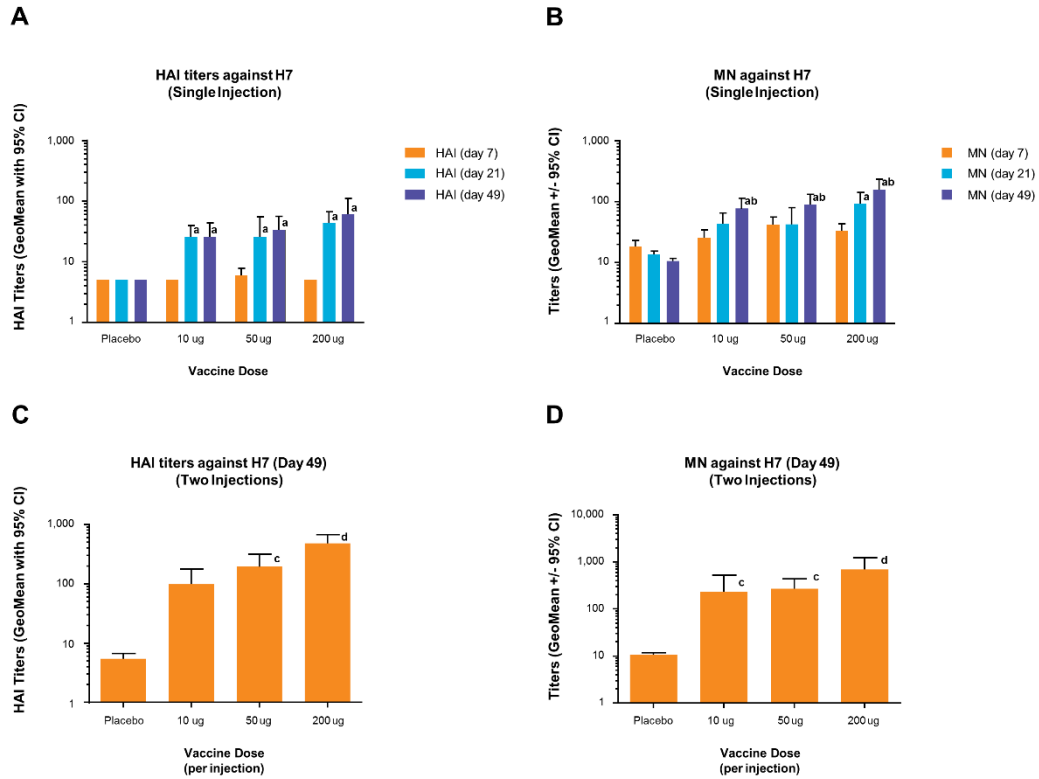 A
HAI titers against H7
(Single Injection)
HAI Titers (GeoMean with 95% CI)
1,000
100
10
1
a
a
a
a
a
a
Placebo
10 ug
50 ug
200 ug
Vaccine Dose
HAI (day 7)
HAI (day 21)
HAI (day 49)
B
MN against H7
(Single Injection)
Titers (GeoMean +/- 95% CI)
1,000
100
10
1
ab
ab
a
ab
Placebo
10 ug
50 ug
200 ug
Vaccine Dose
MN (day 7)
MN (day 21)
MN (day 49)
C
HAI titers against H7 (Day 49)
(Two Injections)
HAI Titers (GeoMean with 95% CI)
1,000
100
10
1
c
d
Placebo
10 ug
50 ug
200 ug
Vaccine Dose
(per injection)
D
MN against H7 (Day 49)
(Two Injections)
Titers (GeoMean +/- 95% CI)
10,000
1,000
100
10
1
c
c
d
Placebo
10 ug
50 ug
200 ug
Vaccine Dose
(per injection)